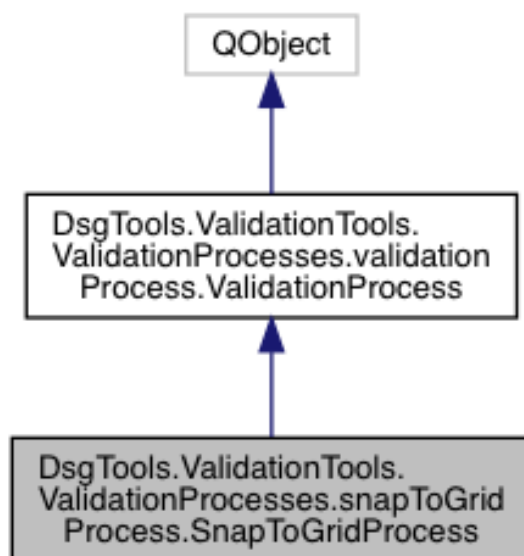 QObject
DsgTools.ValidationTools.
ValidationProcesses.validation
Process.ValidationProcess
DsgTools.ValidationTools.
ValidationProcesses.snapToGrid
Process.SnapToGridProcess